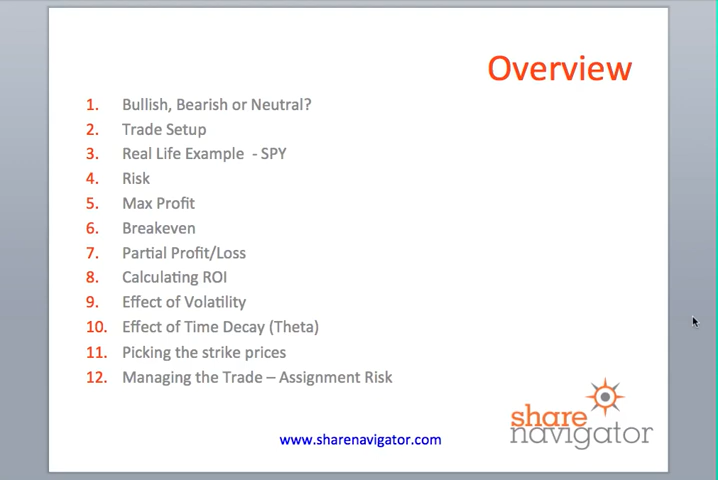 Overview
1. Bullish, Bearish or Neutral?
2. Trade Setup
3. Real Life Example - SPY
4. Risk
5. Max Profit
6. Breakeven
7. Partial Profit/Loss
8. Calculating ROI
9. Effect of Volatility
10. Effect of Time Decay (Theta)
11. Picking the strike prices
12. Managing the Trade – Assignment Risk
www.sharenavigator.com
share
navigator